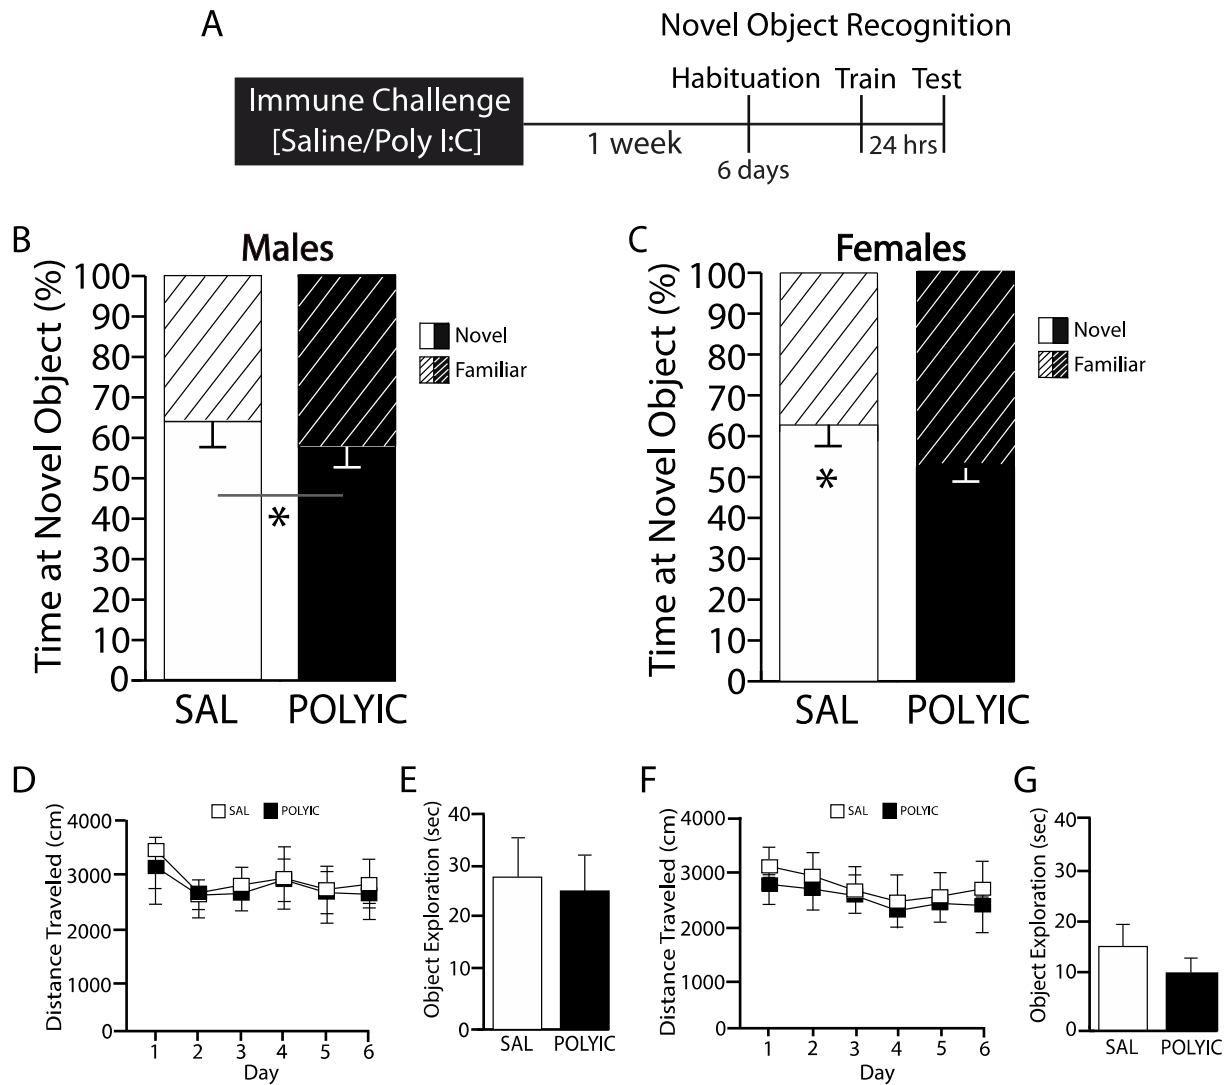 A
Novel Object Recognition
Immune Challenge
[Saline/Poly I:C]
Habituation Train Test
1 week
24 hrs
6 days
B
Males
Time at Novel Object (%)
100
90
80
70
60
50
40
30
20
10
0
*
SAL POLYIC
Novel
Familiar
C
Females
Time at Novel Object (%)
100
90
80
70
60
50
40
30
20
10
0
*
SAL POLYIC
Novel
Familiar
D
SAL POLYIC
Distance Traveled (cm)
4000
3000
2000
1000
0
1 2 3 4 5 6
Day
E
Object Exploration (sec)
40
30
20
10
0
SAL POLYIC
F
SAL POLYIC
Distance Traveled (cm)
4000
3000
2000
1000
0
1 2 3 4 5 6
Day
G
Object Exploration (sec)
40
30
20
10
0
SAL POLYIC